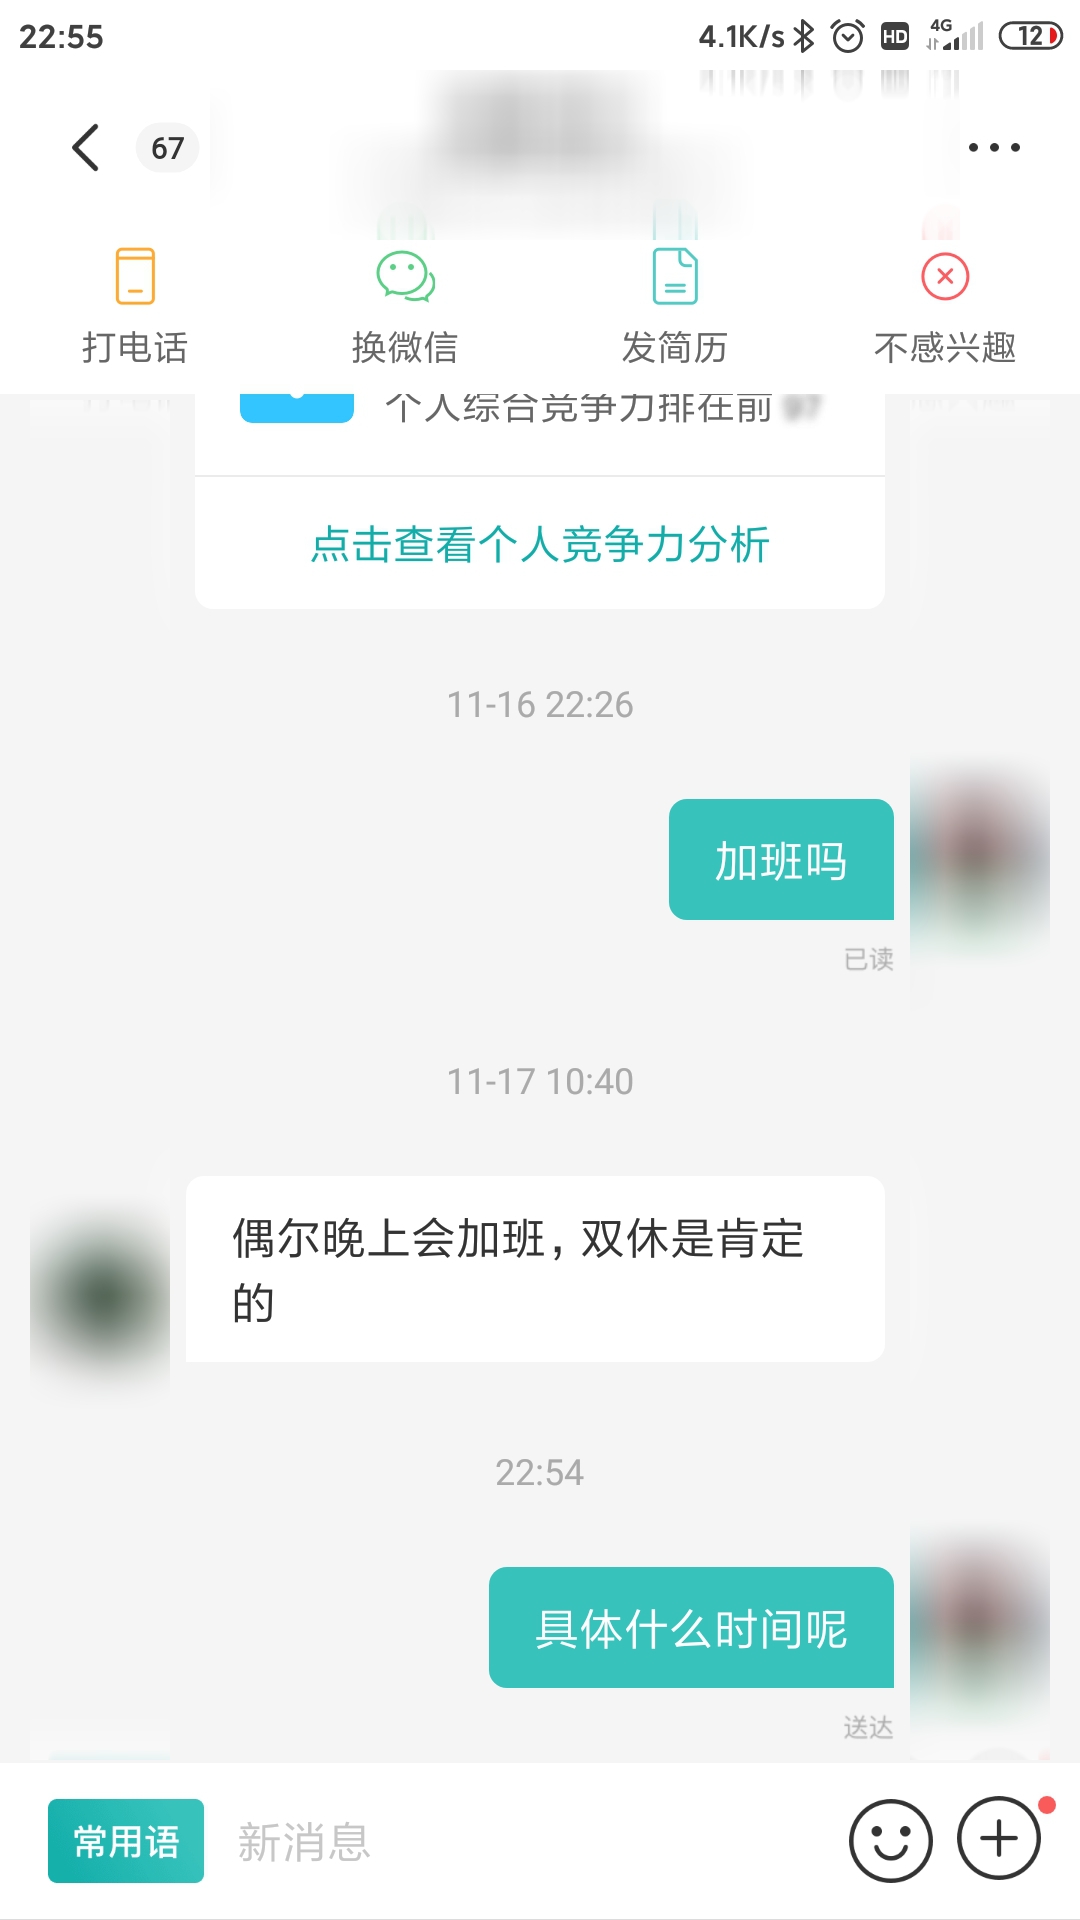 22:55 4.1K/s HD 4G 12
67
打电话 换微信 发简历 不感兴趣
个人综合竞争力排在前
点击查看个人竞争力分析
11-16 22:26
加班吗
已读
11-17 10:40
偶尔晚上会加班，双休是肯定
的
22:54
具体什么时间呢
送达
常用语 新消息